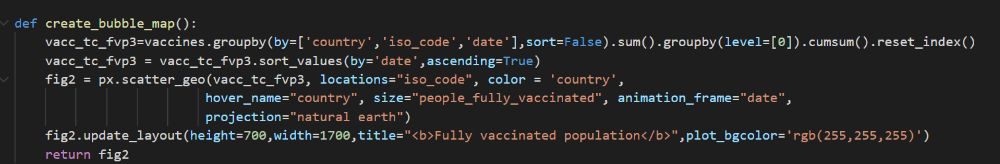 def create_bubble_map():
    vacc_tc_fvp3=vaccines.groupby(by=['country','iso_code','date'],sort=False).sum().groupby(level=[0]).cumsum().reset_index()
    vacc_tc_fvp3 = vacc_tc_fvp3.sort_values(by='date',ascending=True)
    fig2 = px.scatter_geo(vacc_tc_fvp3, locations="iso_code", color = 'country',
                         hover_name="country", size="people_fully_vaccinated", animation_frame="date",
                         projection="natural earth")
    fig2.update_layout(height=700,width=1700,title="<b>Fully vaccinated population</b>",plot_bgcolor='rgb(255,255,255)')
    return fig2